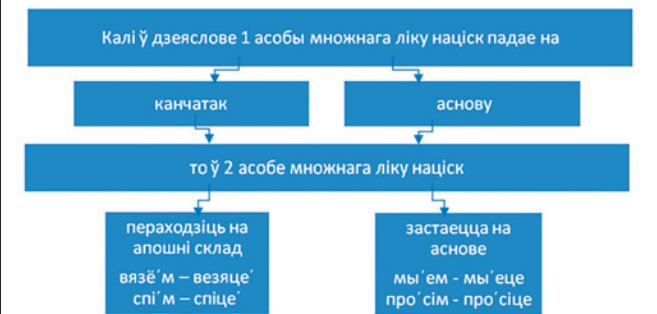 Калі ў дзеяслове 1 асобы множнага ліку націск падае на
канчатак
аснову
то ў 2 асобе множнага ліку націск
пераходзіць на
апошні склад
вязё´м – везяце´
спі´м – спіце´
застаецца на
аснове
мы´ем - мы´еце
про´сім - про´сіце